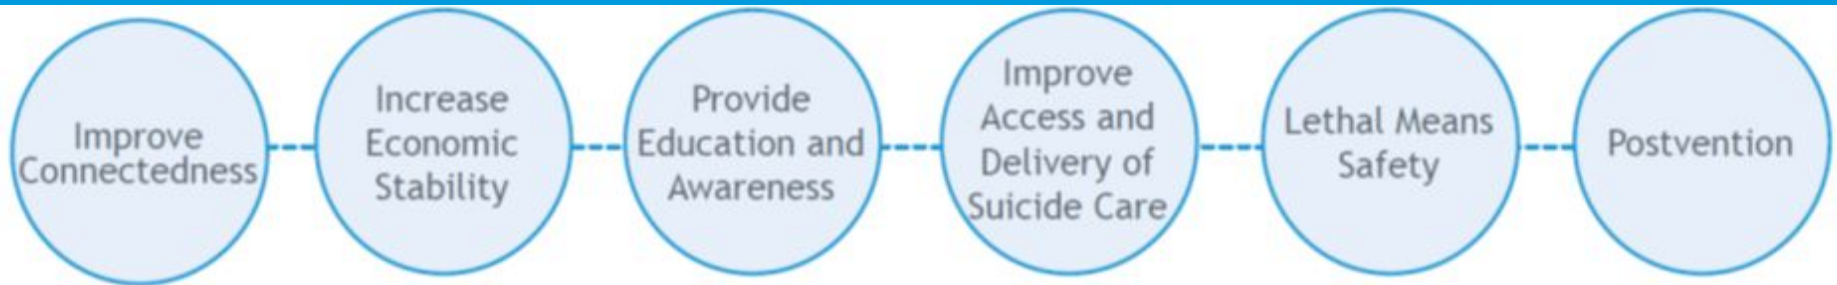 Improve
Connectedness
Increase
Economic
Stability
Provide
Education and
Awareness
Improve
Access and
Delivery of
Suicide Care
Lethal Means
Safety
Postvention